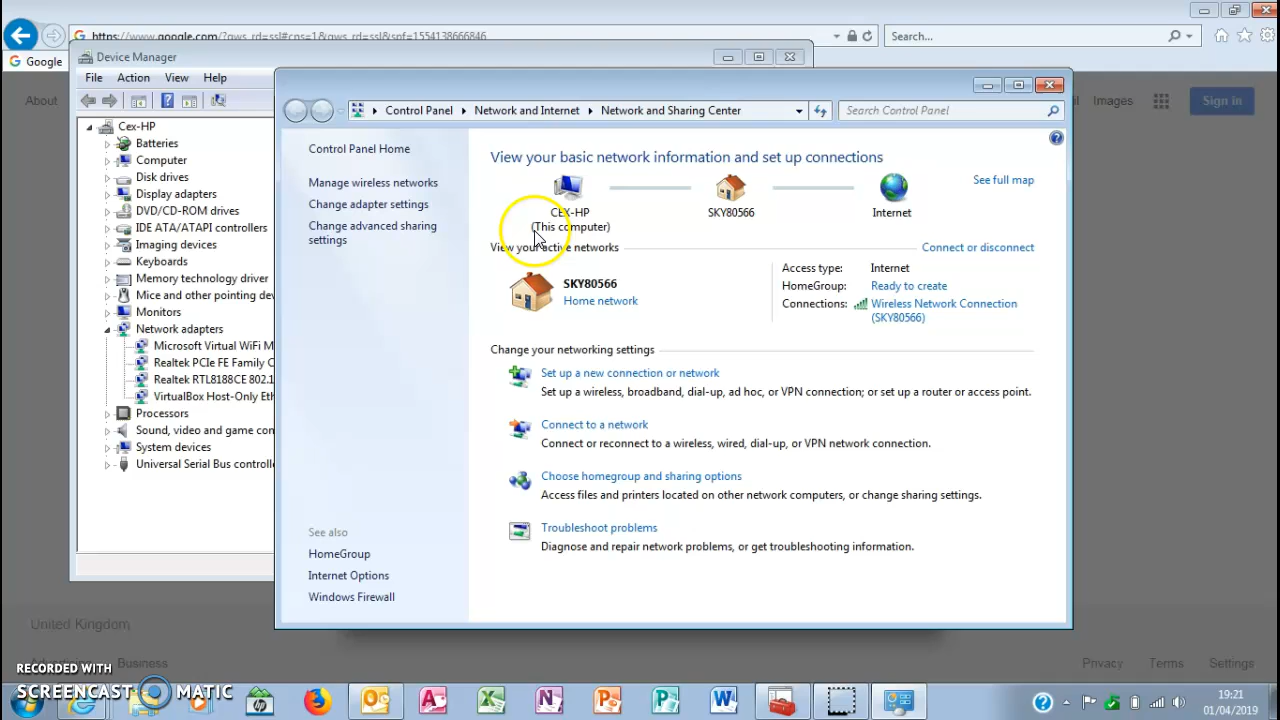 https://www.google.com/?gws_rd=ssl#cns=1&gws_rd=ssl&spf=1554138666846
Search...
Google
Device Manager
File Action View Help
About
Images
Sign in
Cex-HP
Batteries
Computer
Disk drives
Display adapters
DVD/CD-ROM drives
IDE ATA/ATAPI controllers
Imaging devices
Keyboards
Memory technology driver
Mice and other pointing dev
Monitors
Network adapters
Microsoft Virtual WiFi M
Realtek PCIe FE Family C
Realtek RTL8188CE 802.1
VirtualBox Host-Only Eth
Processors
Sound, video and game con
System devices
Universal Serial Bus controlle
Control Panel Network and Internet Network and Sharing Center
Search Control Panel
Control Panel Home
Manage wireless networks
Change adapter settings
Change advanced sharing
settings
See also
HomeGroup
Internet Options
Windows Firewall
View your basic network information and set up connections
CEX-HP
(This computer)
SKY80566
Internet
See full map
View your active networks
Connect or disconnect
SKY80566
Home network
Access type: Internet
HomeGroup: Ready to create
Connections: Wireless Network Connection
(SKY80566)
Change your networking settings
Set up a new connection or network
Set up a wireless, broadband, dial-up, ad hoc, or VPN connection; or set up a router or access point.
Connect to a network
Connect or reconnect to a wireless, wired, dial-up, or VPN network connection.
Choose homegroup and sharing options
Access files and printers located on other network computers, or change sharing settings.
Troubleshoot problems
Diagnose and repair network problems, or get troubleshooting information.
United Kingdom
Business
Privacy Terms Settings
RECORDED WITH
SCREENCAST MATIC
19:21
01/04/2019